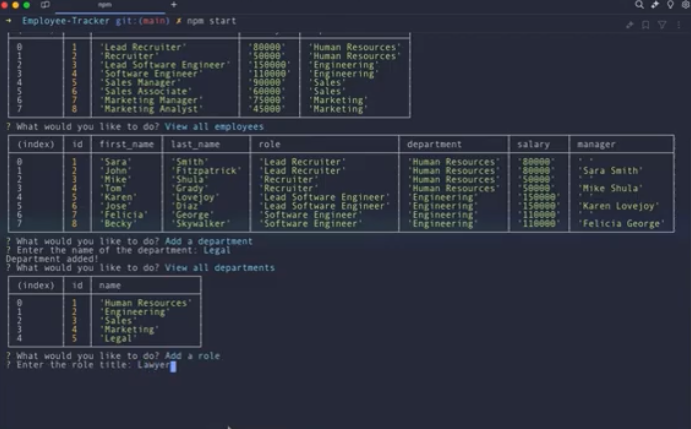 npm
→ Employee-Tracker git:(main) ✗ npm start
0 1 'Lead Recruiter' '80000' 'Human Resources'
1 2 'Recruiter' '50000' 'Human Resources'
2 3 'Lead Software Engineer' '150000' 'Engineering'
3 4 'Software Engineer' '110000' 'Engineering'
4 5 'Sales Manager' '90000' 'Sales'
5 6 'Sales Associate' '60000' 'Sales'
6 7 'Marketing Manager' '75000' 'Marketing'
7 8 'Marketing Analyst' '45000' 'Marketing'
? What would you like to do? View all employees
(index) id first_name last_name role department salary manager
0 1 'Sara' 'Smith' 'Lead Recruiter' 'Human Resources' '80000' ' '
1 2 'John' 'Fitzpatrick' 'Lead Recruiter' 'Human Resources' '80000' 'Sara Smith'
2 3 'Mike' 'Shula' 'Recruiter' 'Human Resources' '50000' ' '
3 4 'Tom' 'Grady' 'Recruiter' 'Human Resources' '50000' 'Mike Shula'
4 5 'Karen' 'Lovejoy' 'Lead Software Engineer' 'Engineering' '150000' ' '
5 6 'Jose' 'Diaz' 'Lead Software Engineer' 'Engineering' '150000' 'Karen Lovejoy'
6 7 'Felicia' 'George' 'Software Engineer' 'Engineering' '110000' ' '
7 8 'Becky' 'Skywalker' 'Software Engineer' 'Engineering' '110000' 'Felicia George'
? What would you like to do? Add a department
? Enter the name of the department: Legal
Department added!
? What would you like to do? View all departments
(index) id name
0 1 'Human Resources'
1 2 'Engineering'
2 3 'Sales'
3 4 'Marketing'
4 5 'Legal'
? What would you like to do? Add a role
? Enter the role title: Lawyer